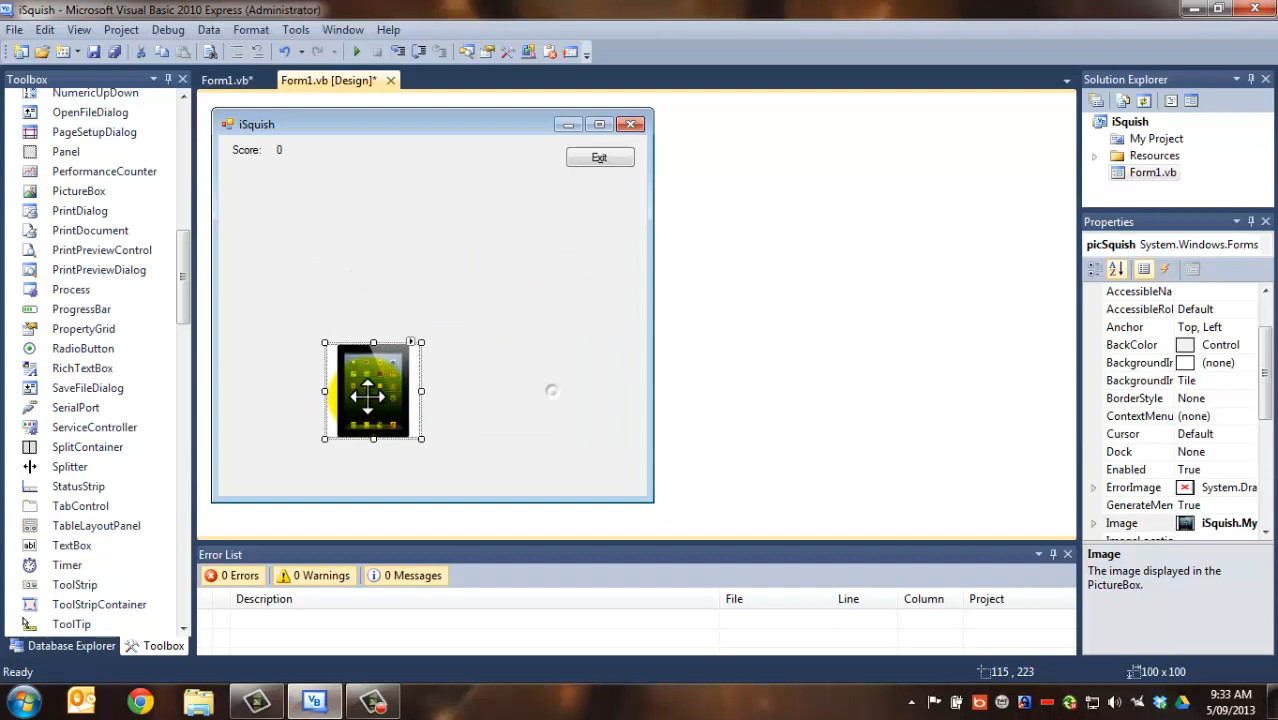 iSquish - Microsoft Visual Basic 2010 Express (Administrator)
File Edit View Project Debug Format Tools Window Help
Toolbox
NumericUpDown
OpenFileDialog
PageSetupDialog
Panel
PerformanceCounter
PictureBox
PrintDialog
PrintDocument
PrintPreviewControl
PrintPreviewDialog
Process
ProgressBar
PropertyGrid
RadioButton
RichTextBox
SaveFileDialog
SerialPort
ServiceController
SplitContainer
Splitter
StatusStrip
TabControl
TableLayoutPanel
TextBox
Timer
ToolStrip
ToolStripContainer
ToolTip
Database Explorer Toolbox
Form1.vb* Form1.vb [Design]*
iSquish
Score: 0
Exit
Error List
0 Errors 0 Warnings 0 Messages
Description File Line Column Project
Solution Explorer
iSquish
My Project
Resources
Form1.vb
Properties
picSquish System.Windows.Forms
AccessibleNa
AccessibleRol Default
Anchor Top, Left
BackColor Control
BackgroundIr (none)
BackgroundIr Tile
BorderStyle None
ContextMenu (none)
Cursor Default
Dock None
Enabled True
ErrorImage System.Dra
GenerateMen True
Image iSquish.My
Image
The image displayed in the
PictureBox.
Ready 115 , 223 100 x 100
9:33 AM
5/09/2013